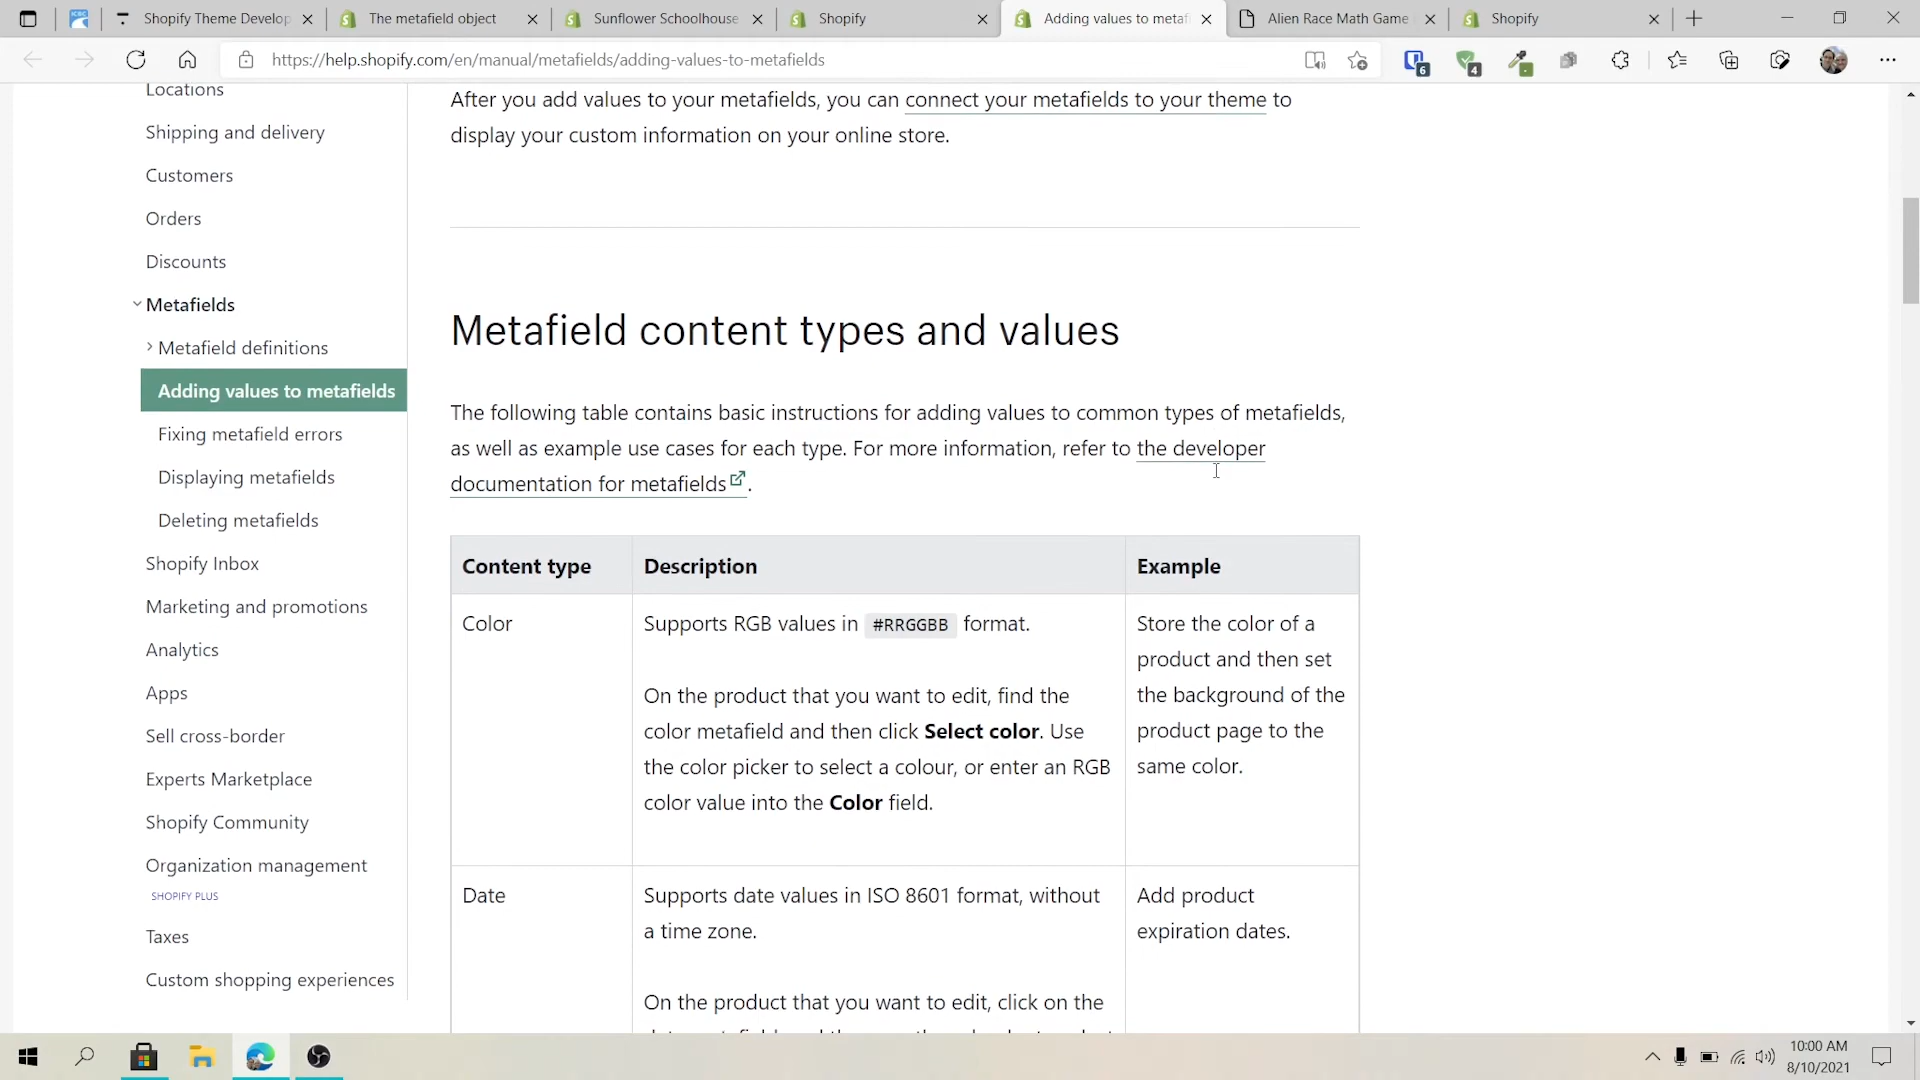 Shopify Theme Develop
The metafield object
Sunflower Schoolhouse
Shopify
Adding values to metaf
Alien Race Math Game
Shopify
https://help.shopify.com/en/manual/metafields/adding-values-to-metafields
6
4
Locations
Shipping and delivery
Customers
Orders
Discounts
Metafields
Metafield definitions
Adding values to metafields
Fixing metafield errors
Displaying metafields
Deleting metafields
Shopify Inbox
Marketing and promotions
Analytics
Apps
Sell cross-border
Experts Marketplace
Shopify Community
Organization management
SHOPIFY PLUS
Taxes
Custom shopping experiences
After you add values to your metafields, you can connect your metafields to your theme to
display your custom information on your online store.
Metafield content types and values
The following table contains basic instructions for adding values to common types of metafields,
as well as example use cases for each type. For more information, refer to the developer
documentation for metafields.
Content type
Description
Example
Color
Supports RGB values in #RRGGBB format.
On the product that you want to edit, find the
color metafield and then click Select color. Use
the color picker to select a colour, or enter an RGB
color value into the Color field.
Store the color of a
product and then set
the background of the
product page to the
same color.
Date
Supports date values in ISO 8601 format, without
a time zone.
On the product that you want to edit, click on the
Add product
expiration dates.
10:00 AM
8/10/2021